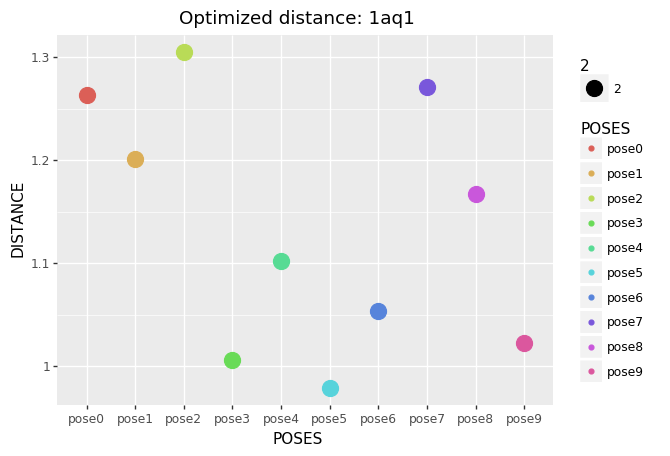 Optimized distance: 1aq1
1.3
1.2
1.1
1
DISTANCE
pose0 pose1 pose2 pose3 pose4 pose5 pose6 pose7 pose8 pose9
POSES
2
2
POSES
pose0
pose1
pose2
pose3
pose4
pose5
pose6
pose7
pose8
pose9